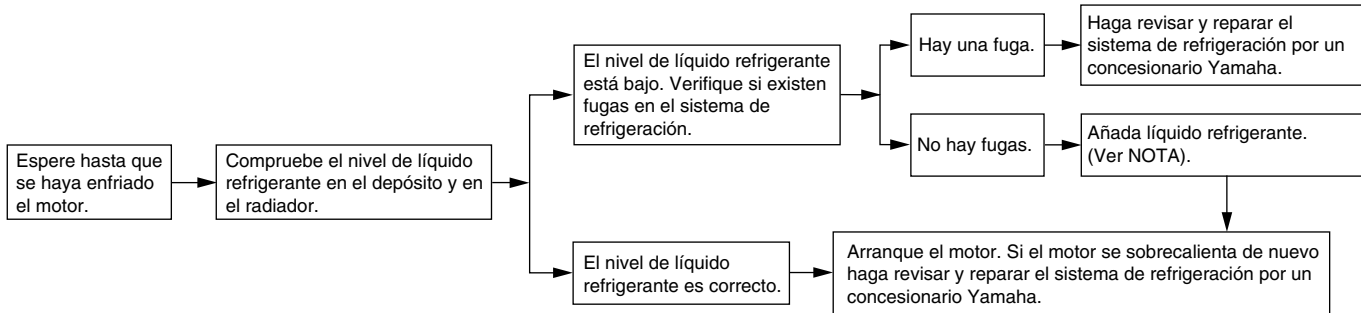 Espere hasta que
se haya enfriado
el motor.
Compruebe el nivel de líquido
refrigerante en el depósito y en
el radiador.
El nivel de líquido refrigerante
está bajo. Verifique si existen
fugas en el sistema de
refrigeración.
Hay una fuga.
Haga revisar y reparar el
sistema de refrigeración por un
concesionario Yamaha.
No hay fugas.
Añada líquido refrigerante.
(Ver NOTA).
El nivel de líquido
refrigerante es correcto.
Arranque el motor. Si el motor se sobrecalienta de nuevo
haga revisar y reparar el sistema de refrigeración por un
concesionario Yamaha.